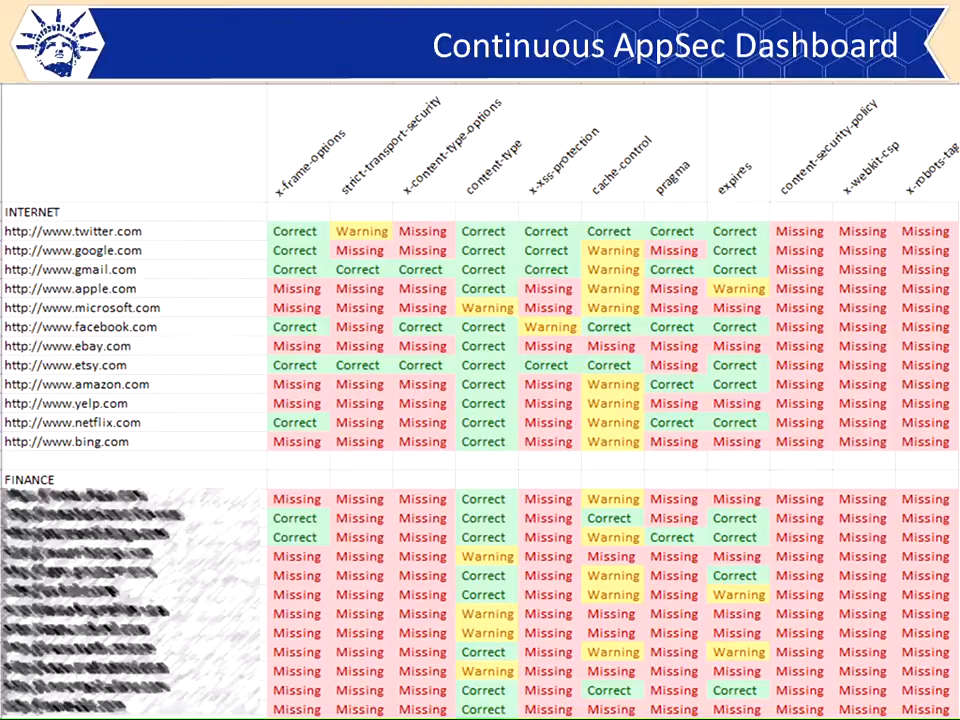 Continuous AppSec Dashboard
x-frame-options strict-transport-security x-content-type-options content-type x-xss-protection cache-control pragma expires content-security-policy x-webkit-csp x-robots-tag
INTERNET
http://www.twitter.com Correct Warning Missing Correct Correct Correct Correct Correct Missing Missing Missing
http://www.google.com Correct Missing Missing Correct Correct Warning Missing Correct Missing Missing Missing
http://www.gmail.com Correct Correct Correct Correct Correct Warning Correct Correct Missing Missing Missing
http://www.apple.com Missing Missing Missing Correct Missing Warning Missing Warning Missing Missing Missing
http://www.microsoft.com Missing Missing Missing Warning Missing Warning Missing Missing Missing Missing Missing
http://www.facebook.com Correct Missing Correct Correct Warning Correct Correct Correct Missing Missing Missing
http://www.ebay.com Missing Missing Missing Correct Missing Missing Missing Missing Missing Missing Missing
http://www.etsy.com Correct Correct Correct Correct Correct Correct Missing Correct Missing Missing Missing
http://www.amazon.com Missing Missing Missing Correct Missing Warning Correct Correct Missing Missing Missing
http://www.yelp.com Missing Missing Missing Correct Missing Warning Missing Missing Missing Missing Missing
http://www.netflix.com Correct Missing Missing Correct Missing Warning Correct Correct Missing Missing Missing
http://www.bing.com Missing Missing Missing Correct Missing Warning Missing Missing Missing Missing Missing
FINANCE
Missing Missing Missing Correct Missing Warning Missing Missing Missing Missing Missing
Correct Missing Missing Correct Missing Correct Missing Correct Missing Missing Missing
Correct Missing Missing Correct Missing Warning Correct Correct Missing Missing Missing
Missing Missing Missing Warning Missing Missing Missing Missing Missing Missing Missing
Missing Missing Missing Correct Missing Warning Missing Correct Missing Missing Missing
Missing Missing Missing Correct Missing Warning Missing Warning Missing Missing Missing
Missing Missing Missing Warning Missing Missing Missing Missing Missing Missing Missing
Missing Missing Missing Warning Missing Missing Missing Missing Missing Missing Missing
Missing Missing Missing Correct Missing Warning Missing Warning Missing Missing Missing
Missing Missing Missing Warning Missing Missing Missing Missing Missing Missing Missing
Missing Missing Missing Correct Missing Correct Missing Correct Missing Missing Missing
Missing Missing Missing Correct Missing Missing Missing Missing Missing Missing Missing